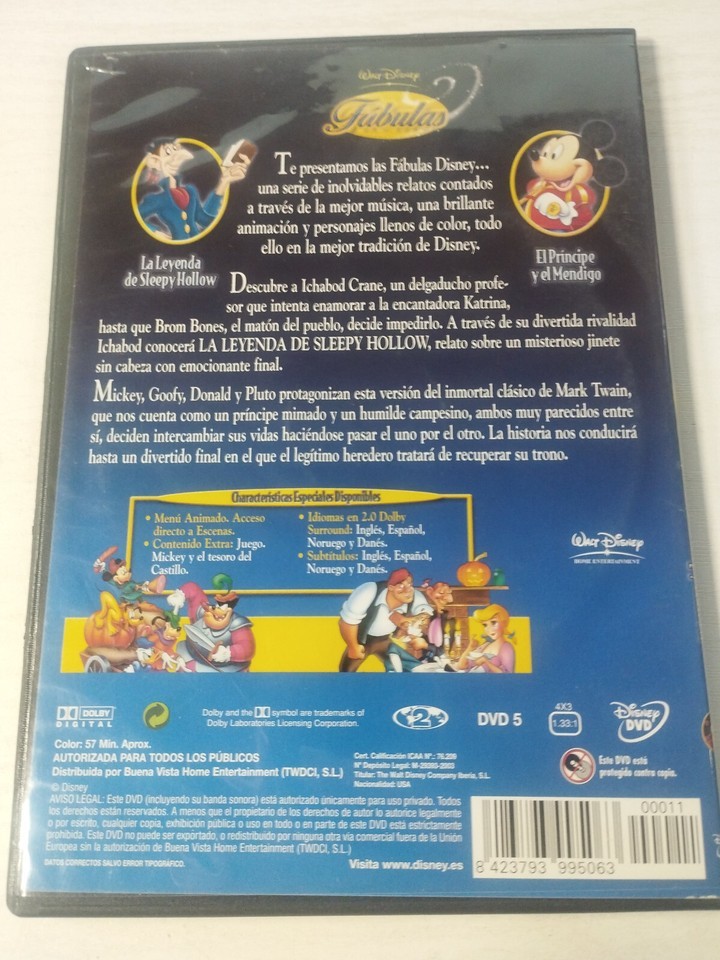 Walt Disney
Fábulas
Te presentamos las Fábulas Disney...
una serie de inolvidables relatos contados
a través de la mejor música, una brillante
animación y personajes llenos de color, todo
ello en la mejor tradición de Disney.
La Leyenda
de Sleepy Hollow
El Príncipe
y el Mendigo
Descubre a Ichabod Crane, un delgaducho profe-
sor que intenta enamorar a la encantadora Katrina,
hasta que Brom Bones, el matón del pueblo, decide impedirlo. A través de su divertida rivalidad
Ichabod conocerá LA LEYENDA DE SLEEPY HOLLOW, relato sobre un misterioso jinete
sin cabeza con emocionante final.
Mickey, Goofy, Donald y Pluto protagonizan esta versión del inmortal clásico de Mark Twain,
que nos cuenta como un príncipe mimado y un humilde campesino, ambos muy parecidos entre
sí, deciden intercambiar sus vidas haciéndose pasar el uno por el otro. La historia nos conducirá
hasta un divertido final en el que el legítimo heredero tratará de recuperar su trono.
Características Especiales Disponibles
• Menú Animado. Acceso
directo a Escenas.
• Contenido Extra: Juego.
Mickey y el tesoro del
Castillo.
• Idiomas en 2.0 Dolby
Surround: Inglés, Español,
Noruego y Danés.
• Subtítulos: Inglés, Español,
Noruego y Danés.
Walt Disney
HOME ENTERTAINMENT
DOLBY
DIGITAL
Dolby and the DD symbol are trademarks of
Dolby Laboratories Licensing Corporation.
2
DVD 5
4X3
1.33:1
Disney
DVD
Color: 57 Min. Aprox.
AUTORIZADA PARA TODOS LOS PÚBLICOS
Distribuida por Buena Vista Home Entertainment (TWDCI, S.L.)
Cert. Calificación ICAA Nº.: 76.209
Nº Depósito Legal: M-39395-2003
Titular: The Walt Disney Company Iberia, S.L.
Nacionalidad: USA
Este DVD está
protegido contra copia.
© Disney
AVISO LEGAL: Este DVD (incluyendo su banda sonora) está autorizado únicamente para uso privado. Todos
los derechos están reservados. A menos que el propietario de los derechos de autor lo autorice legalmente
o por escrito, cualquier copia, exhibición pública o uso en todo o en parte de este DVD está estrictamente
prohibida. Este DVD no puede ser exportado, o redistribuido por ninguna otra vía comercial fuera de la Unión
Europea sin la autorización de Buena Vista Home Entertainment (TWDCI, S.L.)
DATOS CORRECTOS SALVO ERROR TIPOGRÁFICO.
Visita www.disney.es
00011
8 423793 995063